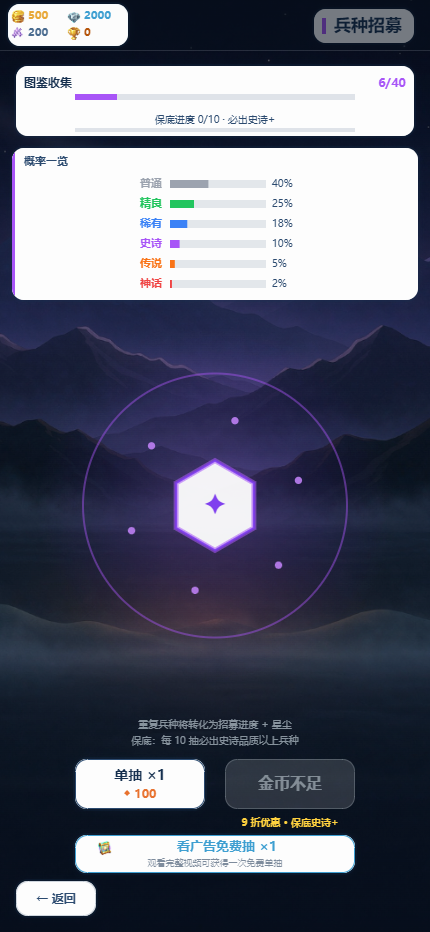 500 2000
200 0
兵种招募
图鉴收集 6/40
保底进度 0/10 · 必出史诗+
概率一览
普通 40%
精良 25%
稀有 18%
史诗 10%
传说 5%
神话 2%
重复兵种将转化为招募进度 + 星尘
保底：每 10 抽必出史诗品质以上兵种
单抽 ×1
100
金币不足
9 折优惠 • 保底史诗+
看广告免费抽 ×1
观看完整视频可获得一次免费单抽
← 返回